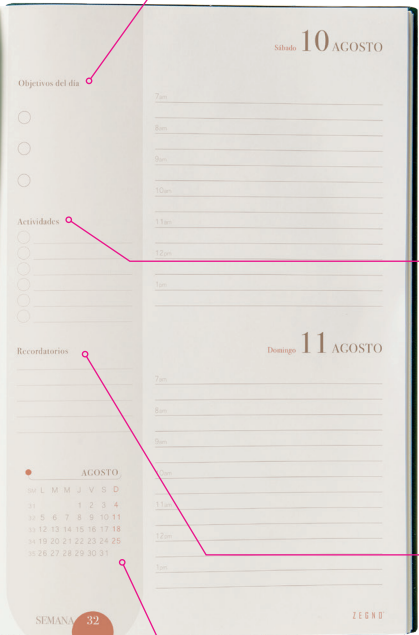 Sábado 10 AGOSTO
Objetivos del día
7am
8am
9am
10am
11am
12am
1am
Actividades
Domingo 11 AGOSTO
Recordatorios
7am
8am
9am
10am
11am
12am
1am
AGOSTO
L M M J V S D
1 2 3 4
5 6 7 8 9 10 11
12 13 14 15 16 17 18
19 20 21 22 23 24 25
26 27 28 29 30 31
SEMANA 32
ZEGNO